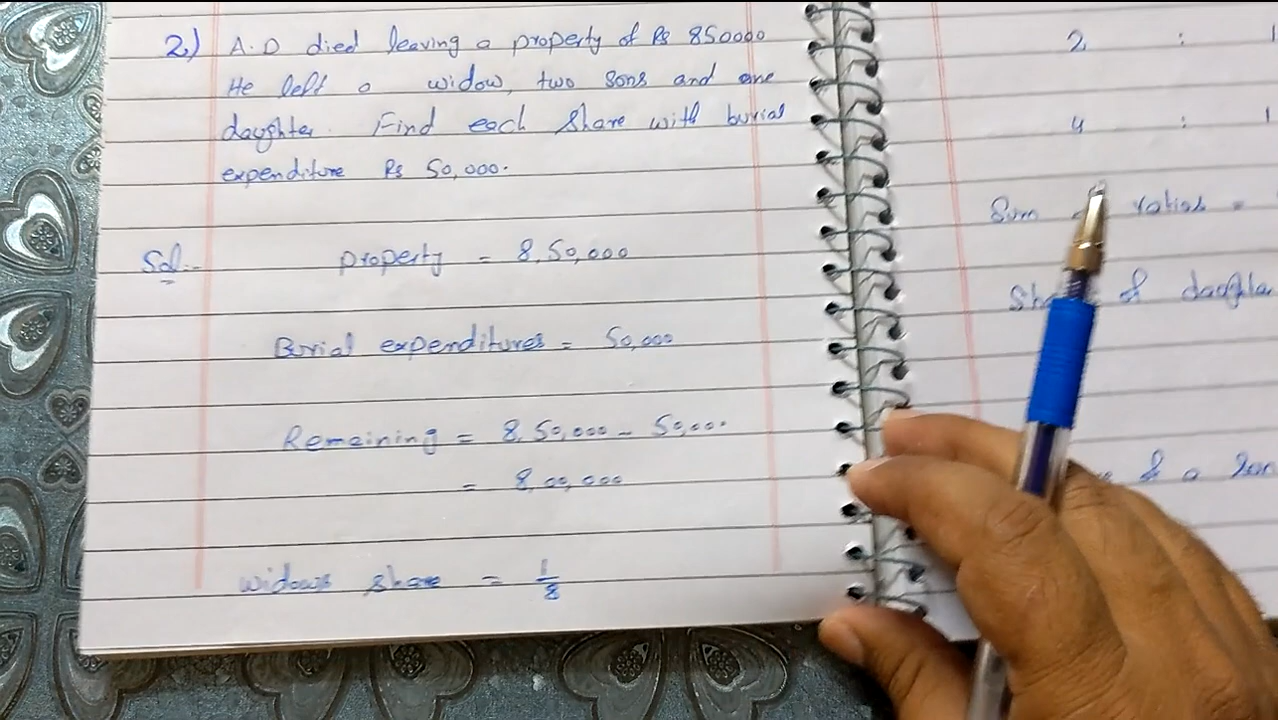 2.) A.D died leaving a property of Rs 850000
He left a widow, two sons and one
daughter. Find each share with burial
expenditure Rs 50,000.
Sol:-
property = 8,50,000
Burial expenditures = 50,000
Remaining = 8,50,000 - 50,000
= 8,00,000
widows share = 1/8
2 : 1
4 : 1
Sum ratios =
of daughter
of a son